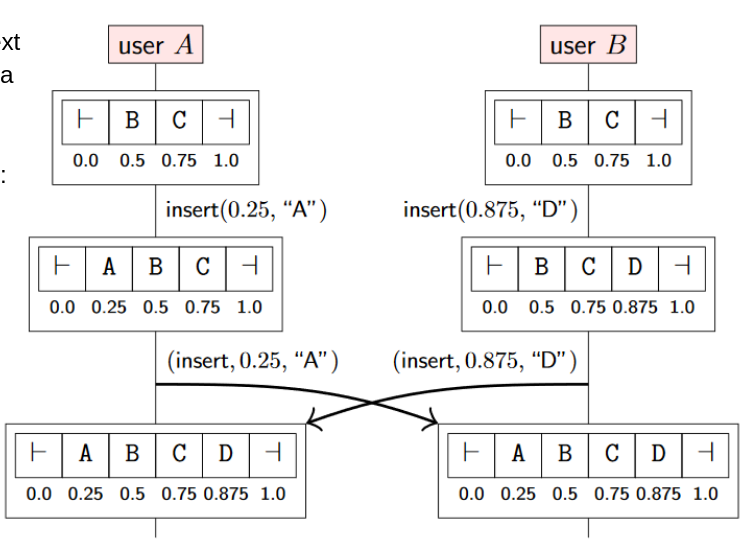 ext
a
:
user A
user B
⊢ B C ⊣
0.0 0.5 0.75 1.0
⊢ B C ⊣
0.0 0.5 0.75 1.0
insert(0.25, “A”)
insert(0.875, “D”)
⊢ A B C ⊣
0.0 0.25 0.5 0.75 1.0
⊢ B C D ⊣
0.0 0.5 0.75 0.875 1.0
(insert, 0.25, “A”)
(insert, 0.875, “D”)
⊢ A B C D ⊣
0.0 0.25 0.5 0.75 0.875 1.0
⊢ A B C D ⊣
0.0 0.25 0.5 0.75 0.875 1.0